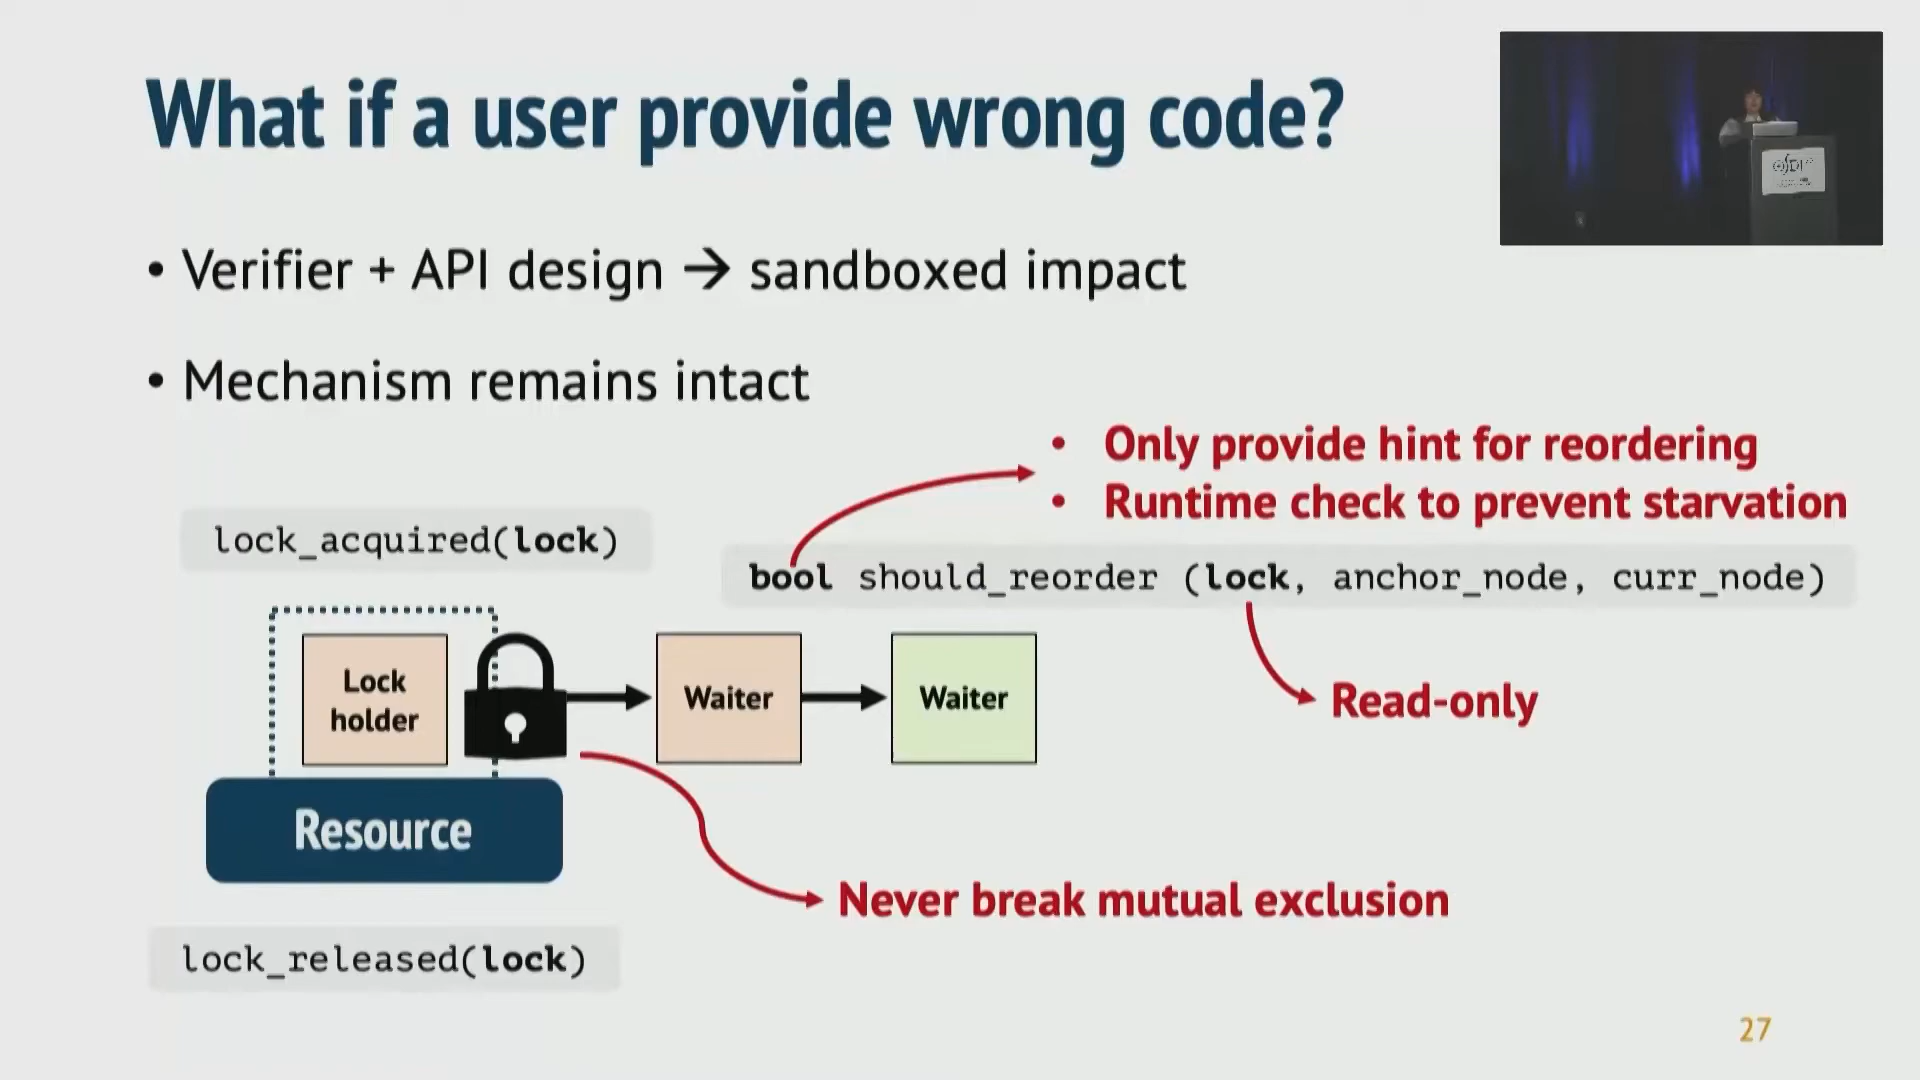 What if a user provide wrong code?
• Verifier + API design → sandboxed impact
• Mechanism remains intact
• Only provide hint for reordering
• Runtime check to prevent starvation
lock_acquired(lock)
bool should_reorder (lock, anchor_node, curr_node)
Lock
holder
Waiter
Waiter
Read-only
Resource
Never break mutual exclusion
lock_released(lock)
27